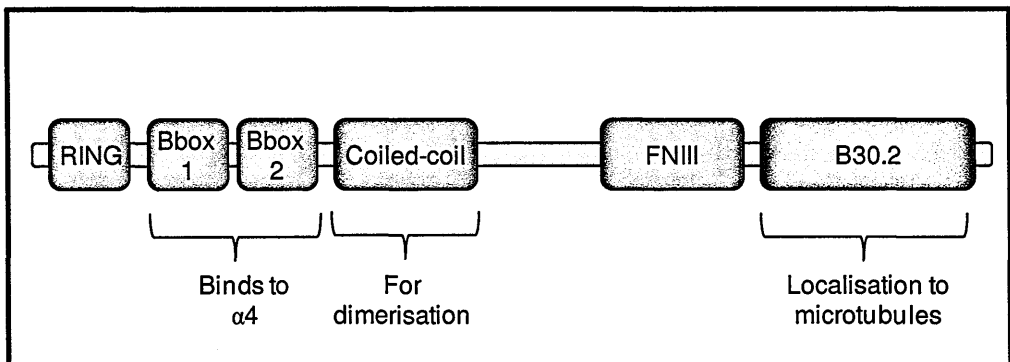 RING
Bbox
1
Bbox
2
Coiled-coil
FNIII
B30.2
Binds to
α4
For
dimerisation
Localisation to
microtubules